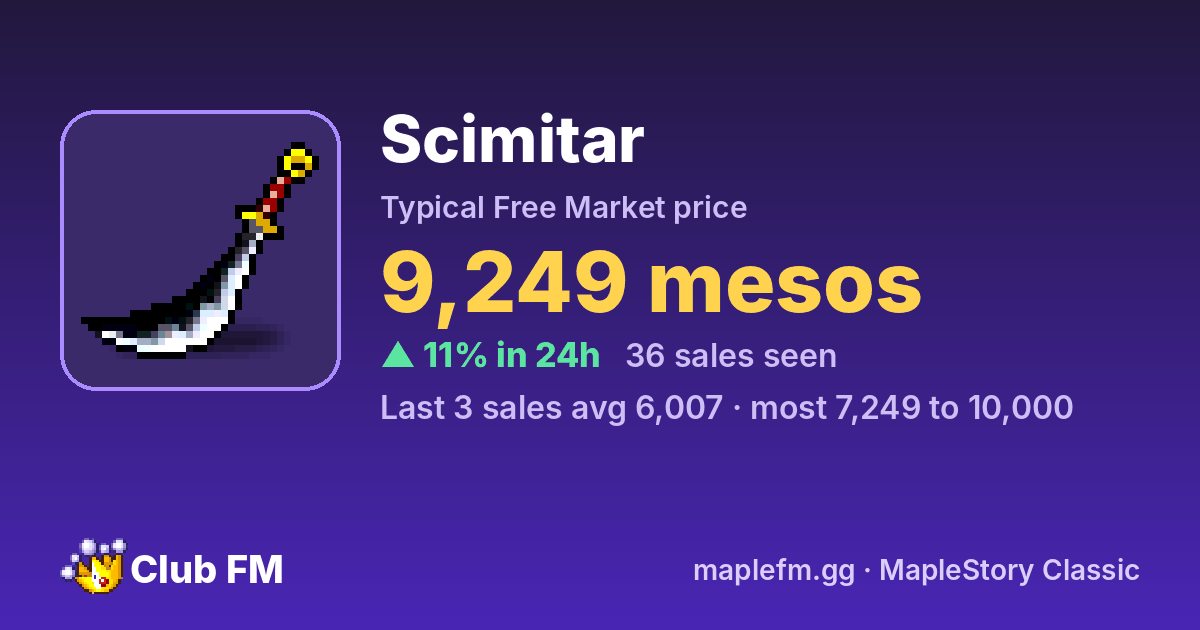 Scimitar
Typical Free Market price
9,249 mesos
▲ 11% in 24h 36 sales seen
Last 3 sales avg 6,007 · most 7,249 to 10,000
Club FM
maplefm.gg · MapleStory Classic